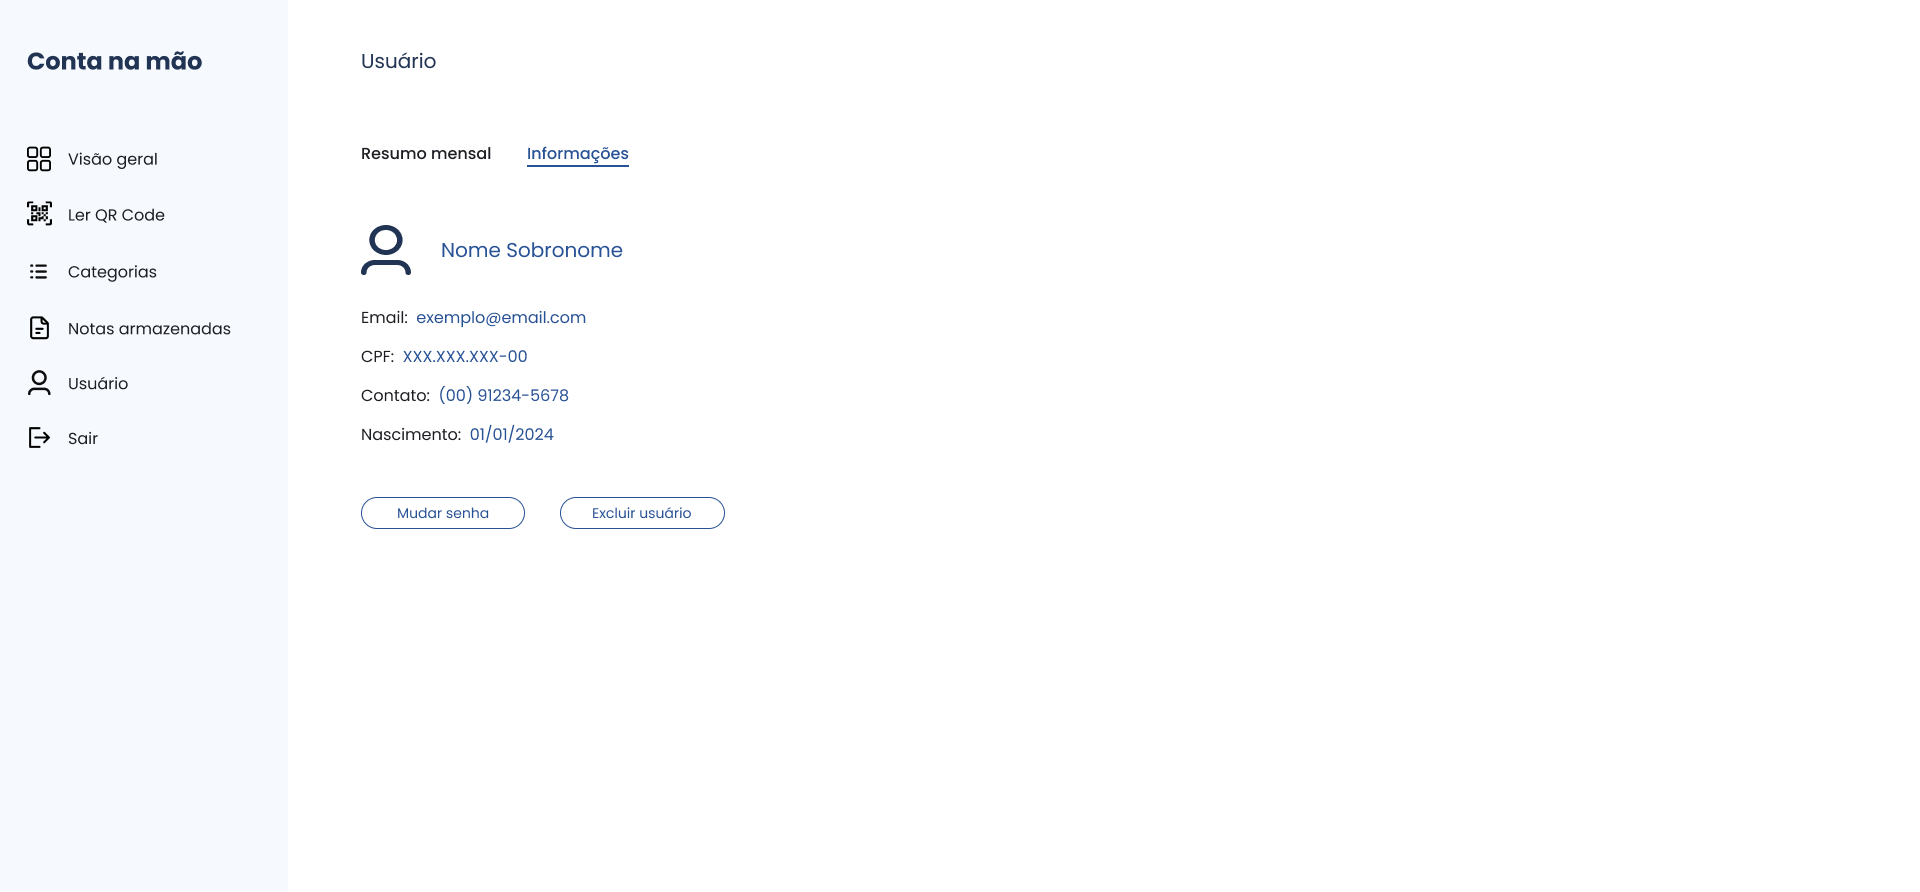 Conta na mão
Visão geral
Ler QR Code
Categorias
Notas armazenadas
Usuário
Sair
Usuário
Resumo mensal
Informações
Nome Sobronome
Email: exemplo@email.com
CPF: XXX.XXX.XXX-00
Contato: (00) 91234-5678
Nascimento: 01/01/2024
Mudar senha
Excluir usuário